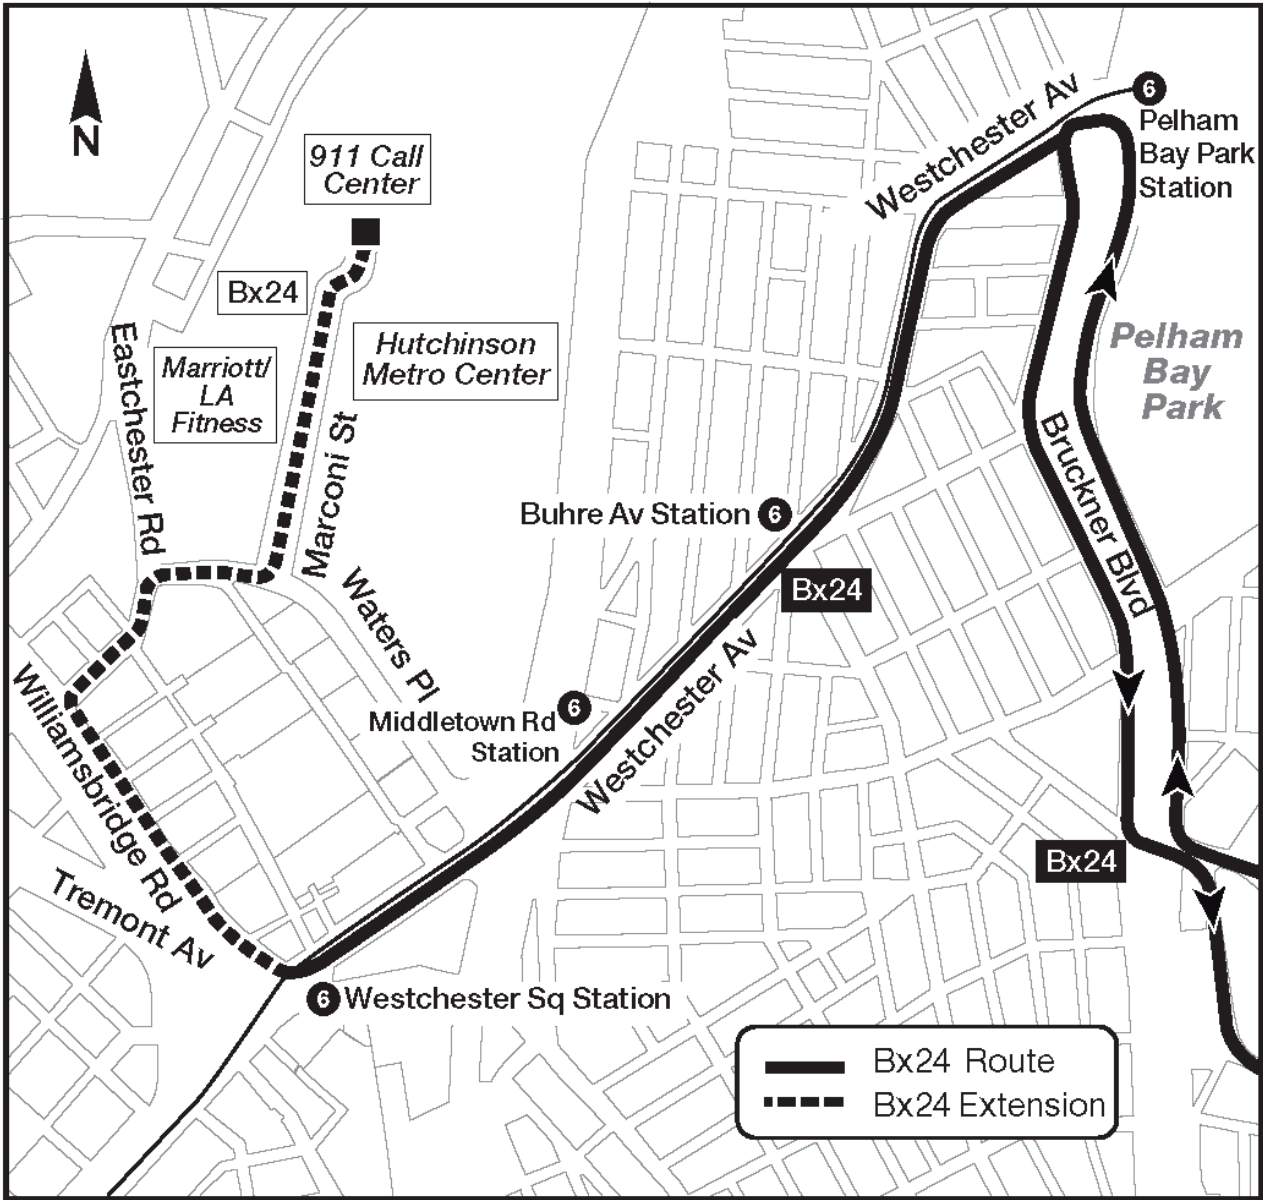 N
6
Pelham
Bay Park
Station
Westchester Av
911 Call
Center
Bx24
Hutchinson
Metro Center
Marriott/
LA
Fitness
Eastchester Rd
Marconi St
Pelham
Bay
Park
Bruckner Blvd
Buhre Av Station 6
Bx24
Waters Pl
Westchester Av
Middletown Rd 6
Station
Williamsbridge Rd
Bx24
Tremont Av
6 Westchester Sq Station
Bx24 Route
Bx24 Extension